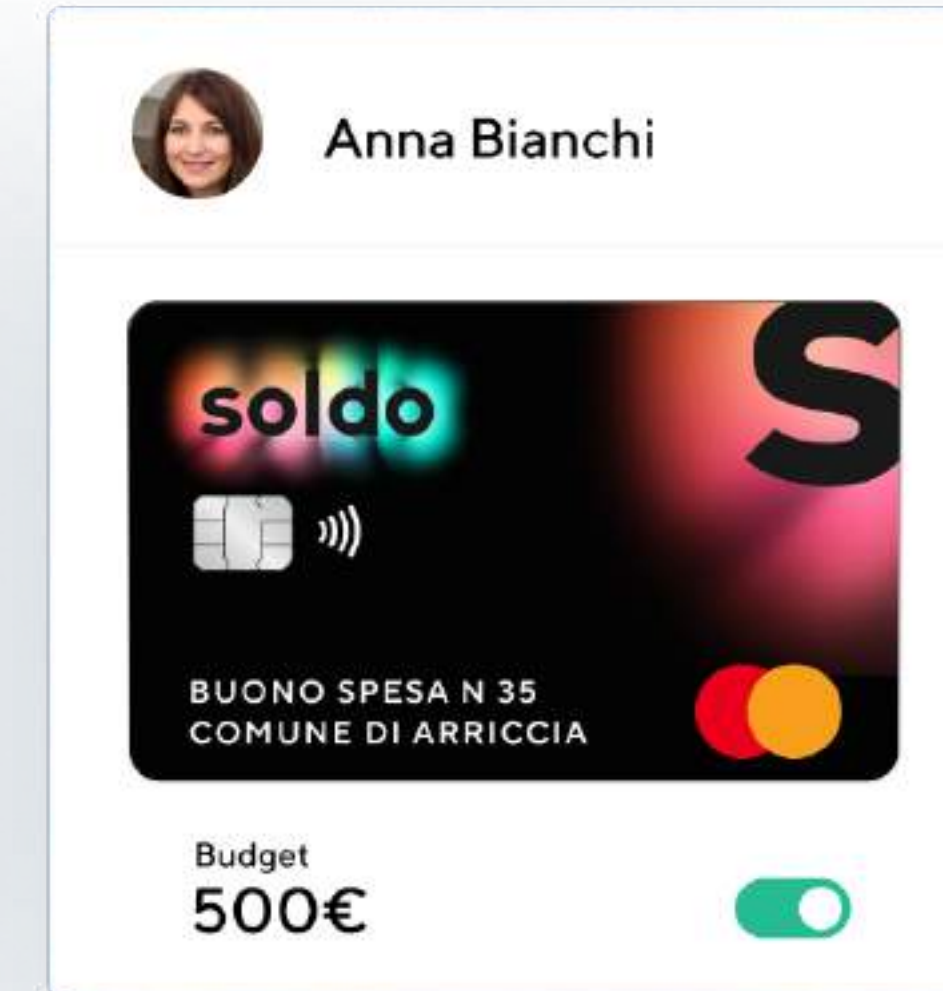 Anna Bianchi
soldo
S
BUONO SPESA N 35
COMUNE DI ARRICCIA
Budget
500€